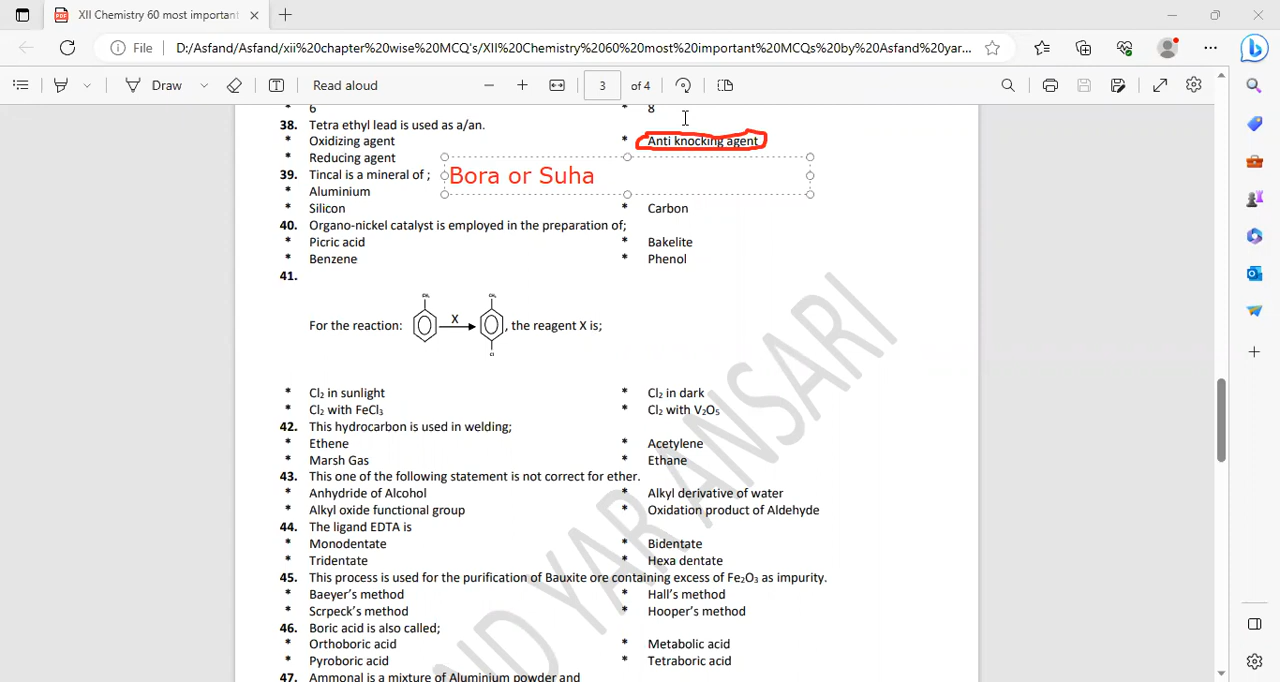 XII Chemistry 60 most importan
File D:/Asfand/Asfand/xii%20chapter%20wise%20MCQ's/XII%20Chemistry%2060%20most%20important%20MCQs%20by%20Asfand%20yar...
Draw Read aloud 3 of 4
* 6 * 8
38. Tetra ethyl lead is used as a/an.
* Oxidizing agent * Anti knocking agent
* Reducing agent
39. Tincal is a mineral of ; Bora or Suha
* Aluminium
* Silicon * Carbon
40. Organo-nickel catalyst is employed in the preparation of;
* Picric acid * Bakelite
* Benzene * Phenol
41.
For the reaction: X , the reagent X is;
Cl
* Cl₂ in sunlight * Cl₂ in dark
* Cl₂ with FeCl₃ * Cl₂ with V₂O₅
42. This hydrocarbon is used in welding;
* Ethene * Acetylene
* Marsh Gas * Ethane
43. This one of the following statement is not correct for ether.
* Anhydride of Alcohol * Alkyl derivative of water
* Alkyl oxide functional group * Oxidation product of Aldehyde
44. The ligand EDTA is
* Monodentate * Bidentate
* Tridentate * Hexa dentate
45. This process is used for the purification of Bauxite ore containing excess of Fe₂O₃ as impurity.
* Baeyer's method * Hall's method
* Scrpeck's method * Hooper's method
46. Boric acid is also called;
* Orthoboric acid * Metabolic acid
* Pyroboric acid * Tetraboric acid
47. Ammonal is a mixture of Aluminium powder and
ND YAR ANSARI